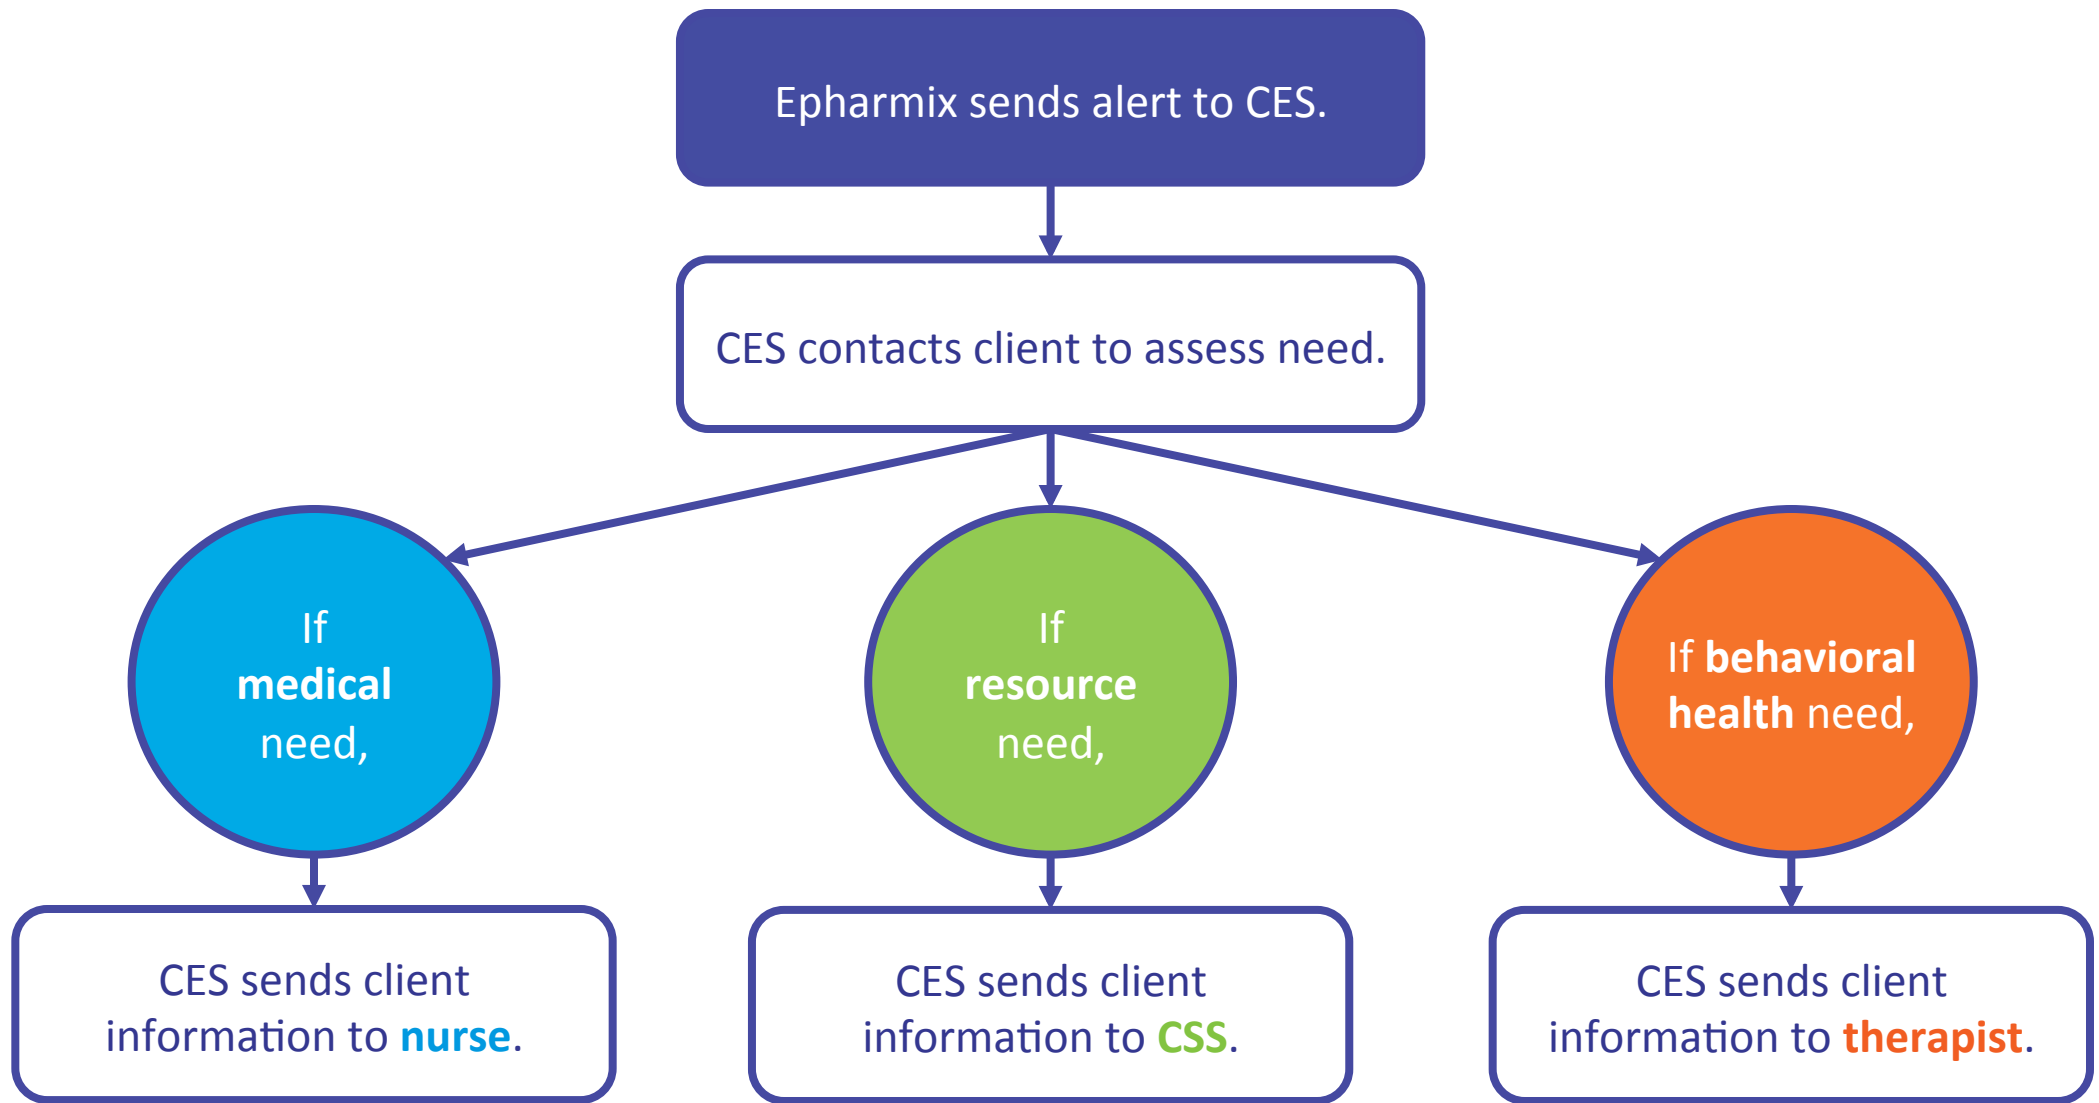 Epharmix sends alert to CES.
CES contacts client to assess need.
If
medical
need,
If
resource
need,
If behavioral
health need,
CES sends client
information to nurse.
CES sends client
information to CSS.
CES sends client
information to therapist.